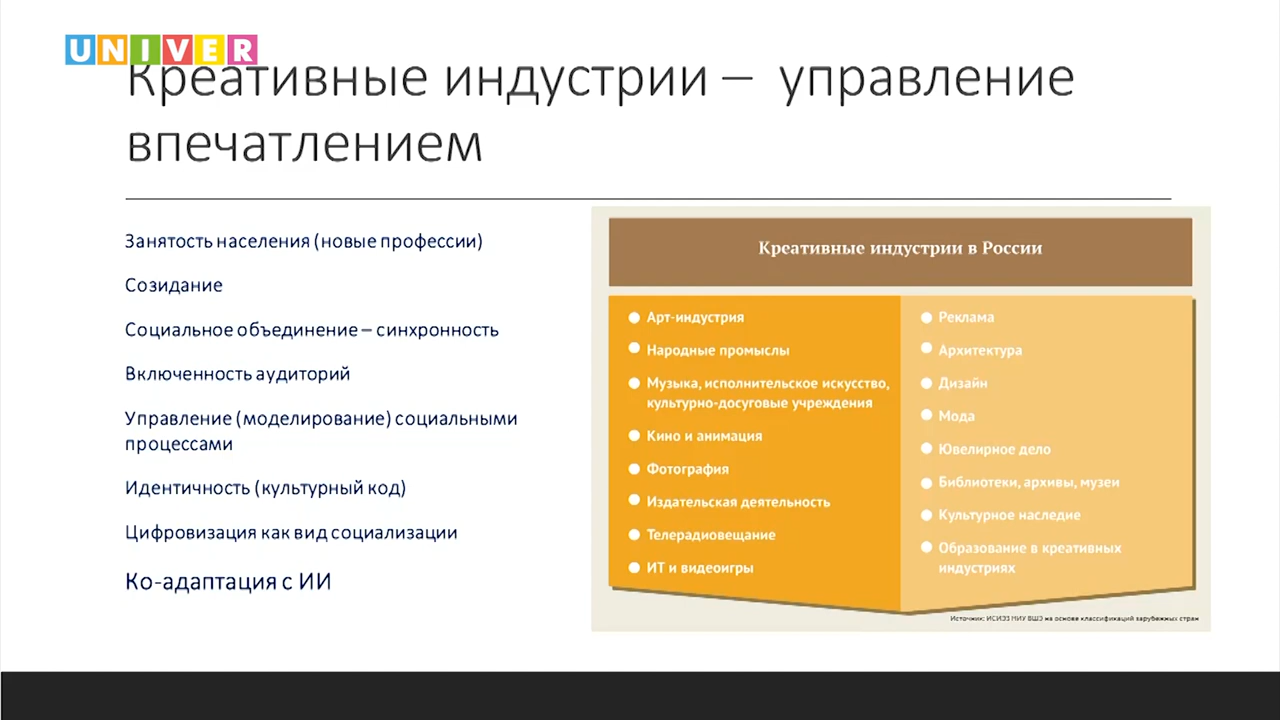 UNIVER
Креативные индустрии – управление
впечатлением
Занятость населения (новые профессии)
Созидание
Социальное объединение – синхронность
Включенность аудиторий
Управление (моделирование) социальными
процессами
Идентичность (культурный код)
Цифровизация как вид социализации
Ко-адаптация с ИИ
Креативные индустрии в России
Арт-индустрия
Народные промыслы
Музыка, исполнительское искусство,
культурно-досуговые учреждения
Кино и анимация
Фотография
Издательская деятельность
Телерадиовещание
ИТ и видеоигры
Реклама
Архитектура
Дизайн
Мода
Ювелирное дело
Библиотеки, архивы, музеи
Культурное наследие
Образование в креативных
индустриях
Источник: ИСИЭЗ НИУ ВШЭ на основе классификаций зарубежных стран